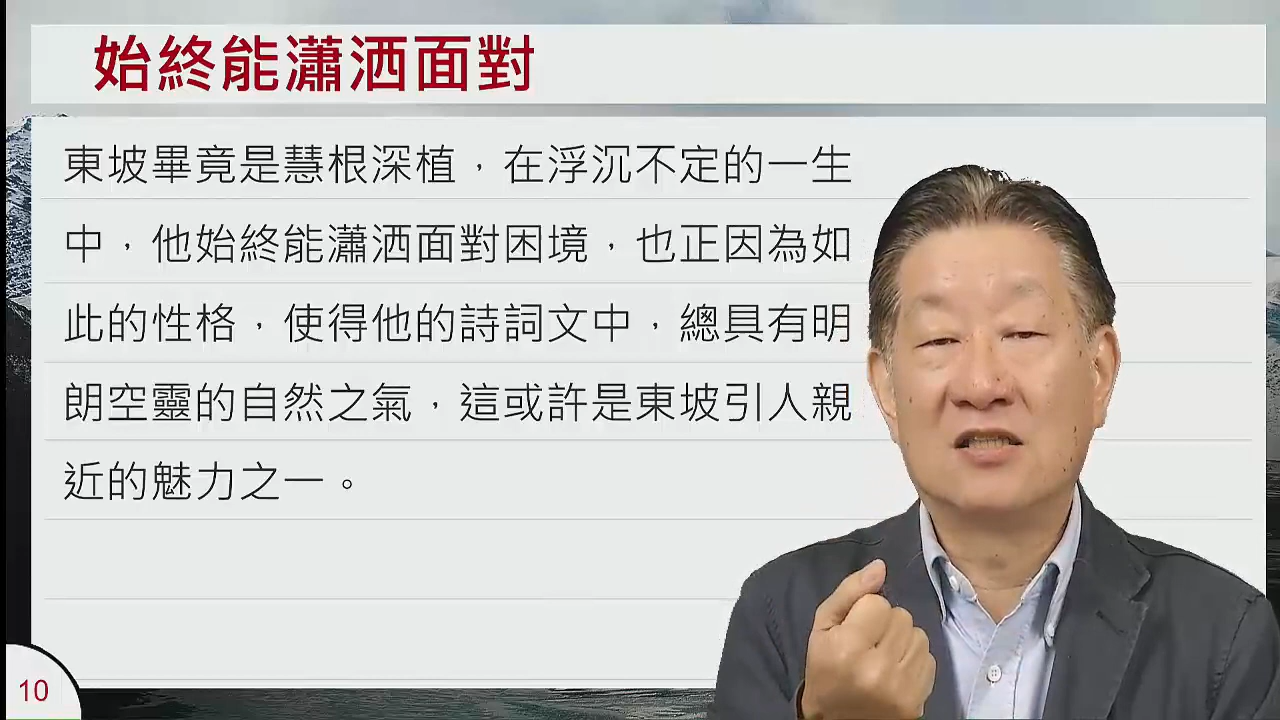 始終能瀟洒面對
東坡畢竟是慧根深植，在浮沉不定的一生
中，他始終能瀟洒面對困境，也正因為如
此的性格，使得他的詩詞文中，總具有明
朗空靈的自然之氣，這或許是東坡引人親
近的魅力之一。
10